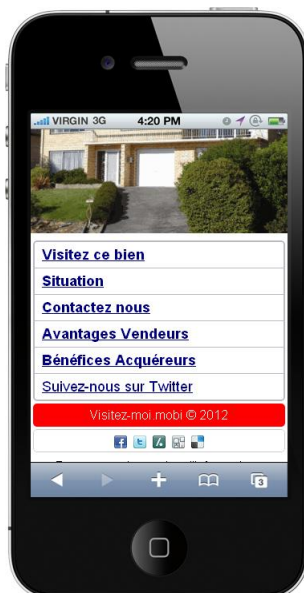 VIRGIN 3G 4:20 PM
Visitez ce bien
Situation
Contactez nous
Avantages Vendeurs
Bénéfices Acquéreurs
Suivez-nous sur Twitter
Visitez-moi mobi © 2012
3